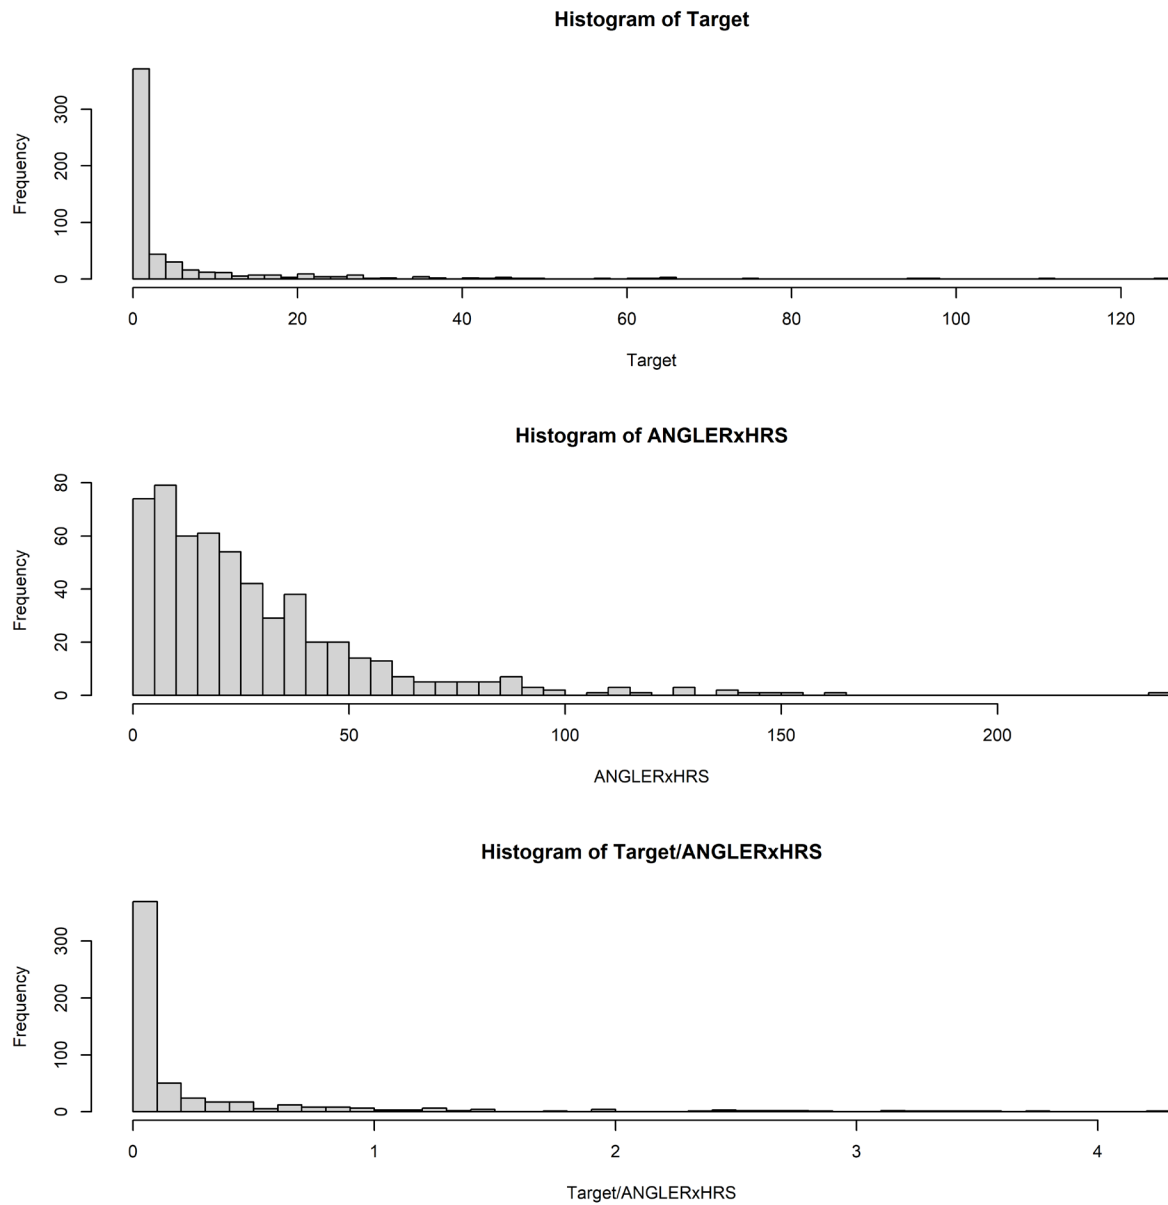 Histogram of Target
Frequency
0 100 200 300
0 20 40 60 80 100 120
Target
Histogram of ANGLERxHRS
Frequency
0 20 40 60 80
0 50 100 150 200
ANGLERxHRS
Histogram of Target/ANGLERxHRS
Frequency
0 100 200 300
0 1 2 3 4
Target/ANGLERxHRS